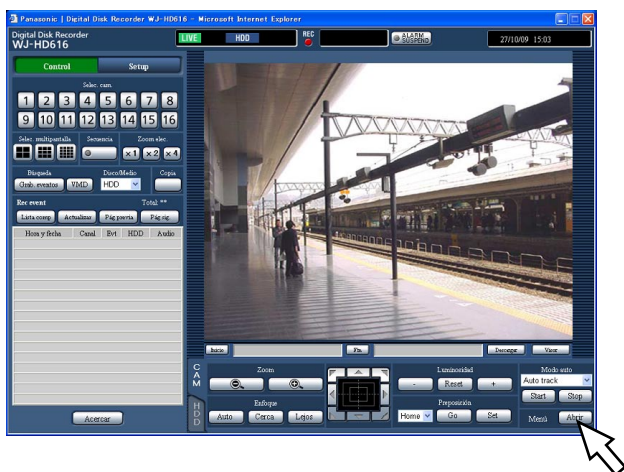 Panasonic | Digital Disk Recorder WJ-HD616 - Microsoft Internet Explorer
Digital Disk Recorder
WJ-HD616
LIVE HDD REC ALARM SUSPEND 27/10/09 15:03
Control Setup
Selec. cam.
1 2 3 4 5 6 7 8
9 10 11 12 13 14 15 16
Selec. multipantalla Secuencia Zoom elec.
x1 x2 x4
Búsqueda Disco/Medio Copia
Grab. eventos VMD HDD
Rec event Total: **
Lista comp Actualizar Pág previa Pág sig.
Hora y fecha Canal Evt HDD Audio
Acercar
Inicio Fin Descargar Visor
CAM
HDD
Zoom Luminosidad Modo auto
- Reset + Auto track
Start Stop
Enfoque Preposición
Auto Cerca Lejos Home Go Set Menú Abrir